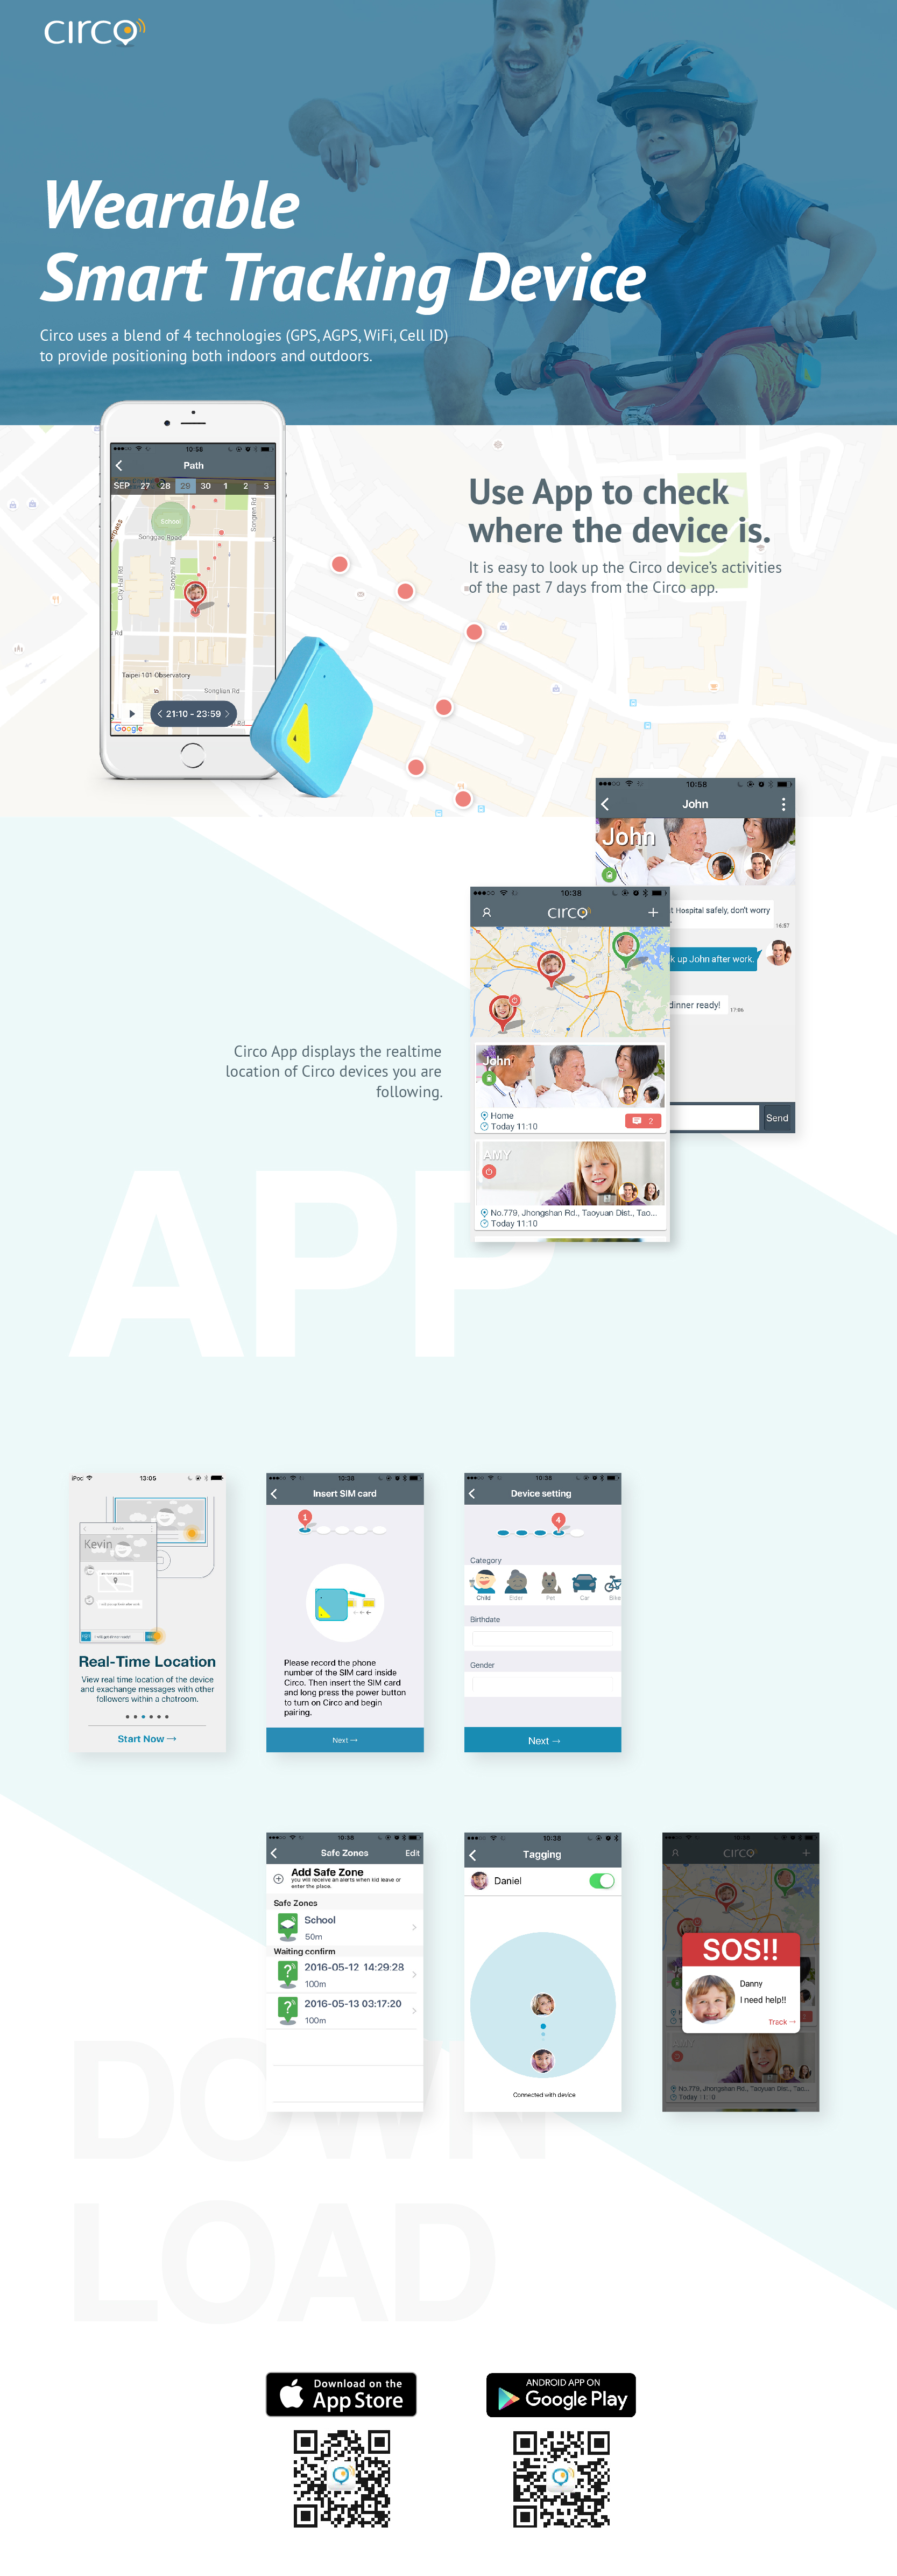 circo
Wearable
Smart Tracking Device
Circo uses a blend of 4 technologies (GPS, AGPS, WiFi, Cell ID)
to provide positioning both indoors and outdoors.
10:58
Path
SEP 27 28 29 30 1 2 3
School
Songgao Road
Songren Rd
City Hall Rd
Songzhi Rd
Rd
Taipei 101 Observatory
Songlian Rd
21:10 - 23:59
Rd
Google
Use App to check
where the device is.
It is easy to look up the Circo device's activities
of the past 7 days from the Circo app.
10:58
John
John
t Hospital safely, don't worry
16:87
k up John after work.
dinner ready!
17:86
Send
10:38
circo
John
Home
Today 11:10
2
AMY
No.779, Jhongshan Rd., Taoyuan Dist., Tao...
Today 11:10
Circo App displays the realtime
location of Circo devices you are
following.
APP
iPod
13:05
Kevin
Kevin
Real-Time Location
View real time location of the device
and exachange messages with other
followers within a chatroom.
Start Now →
10:38
Insert SIM card
1
Please record the phone
number of the SIM card inside
Circo. Then insert the SIM card
and long press the power button
to turn on Circo and begin
pairing.
Next →
10:38
Device setting
4
Category
Child Elder Pet Car Bike
Birthdate
Gender
Next →
10:38
Safe Zones Edit
Add Safe Zone
you will receive an alerts when kid leave or
enter the place.
Safe Zones
School
50m
Waiting confirm
2016-05-12 14:29:28
100m
2016-05-13 03:17:20
100m
10:38
Tagging
Daniel
Connected with device
10:38
circo
SOS!!
Danny
I need help!!
Track →
AMY
No.779, Jhongshan Rd., Taoyuan Dist., Tao...
Today 11:10
DOWN
LOAD
Download on the
App Store
ANDROID APP ON
Google Play